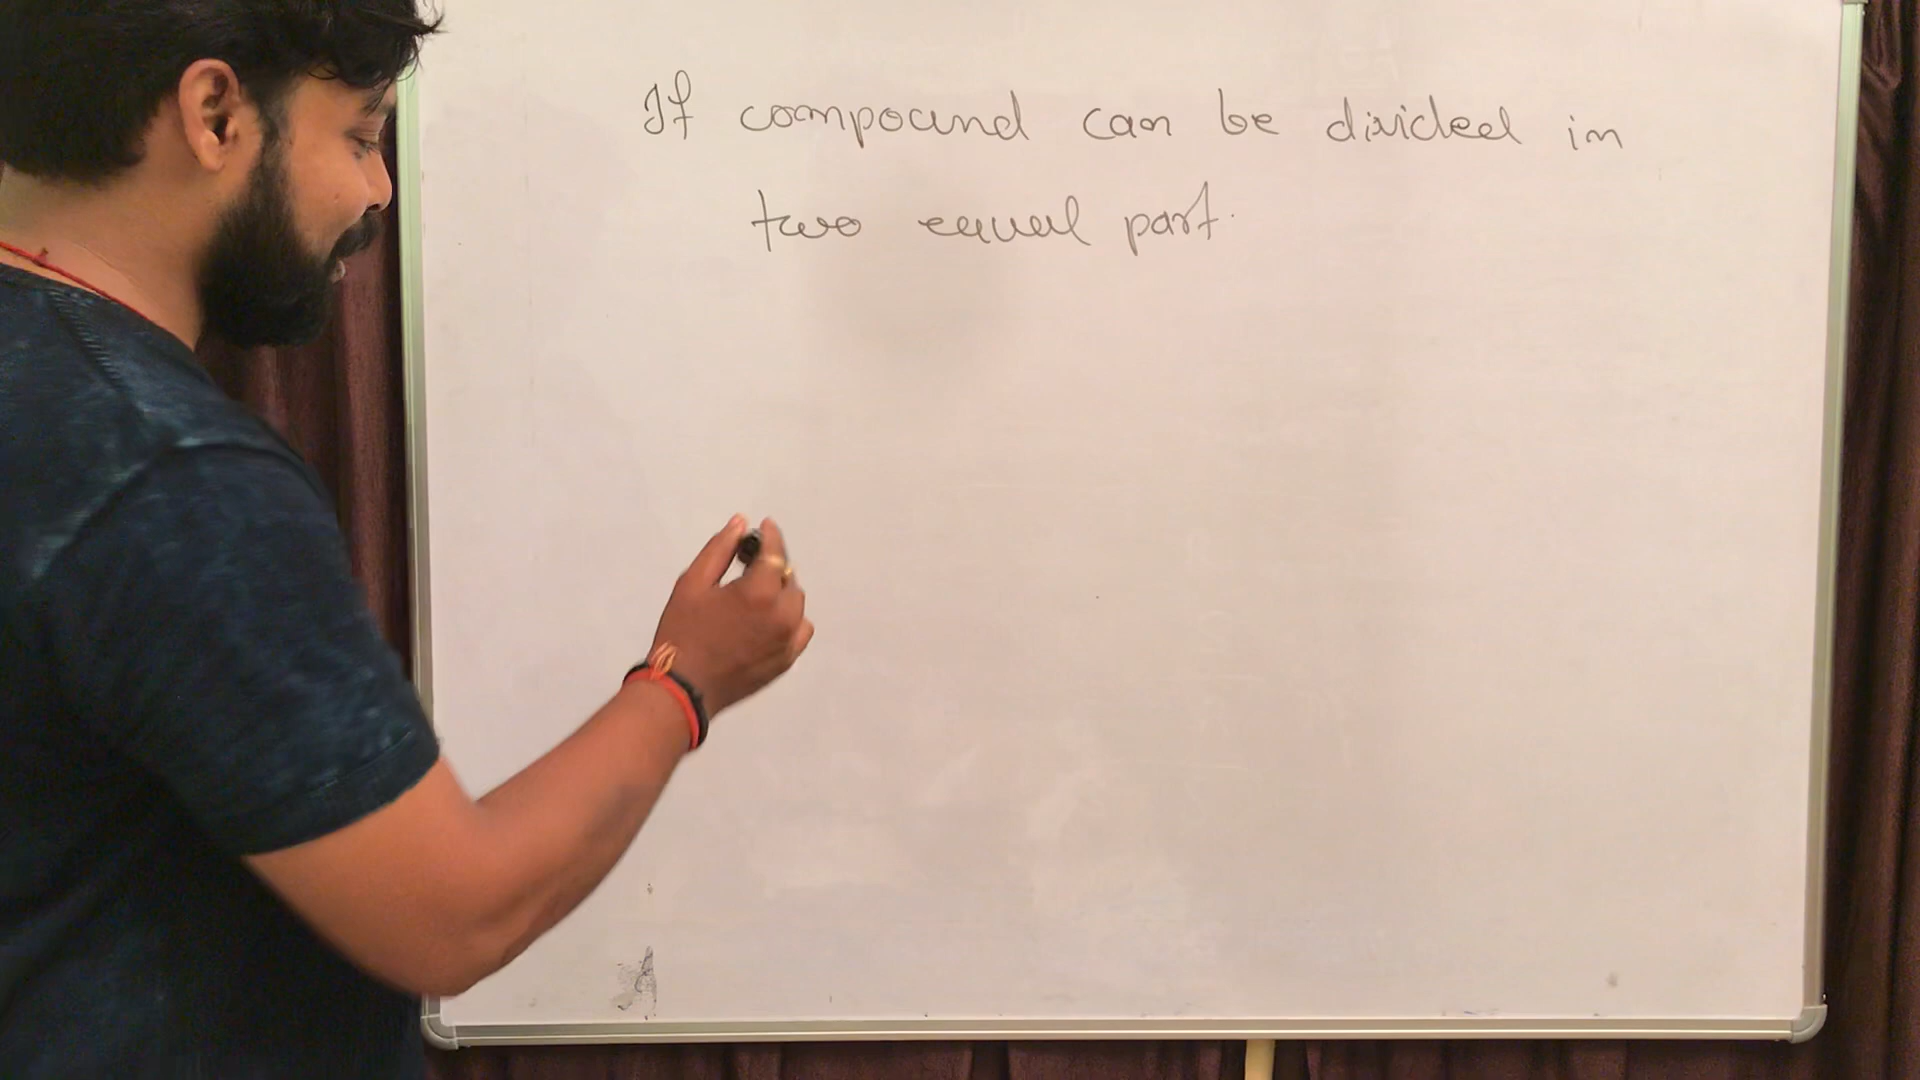 If compound can be divided in
two equal part.